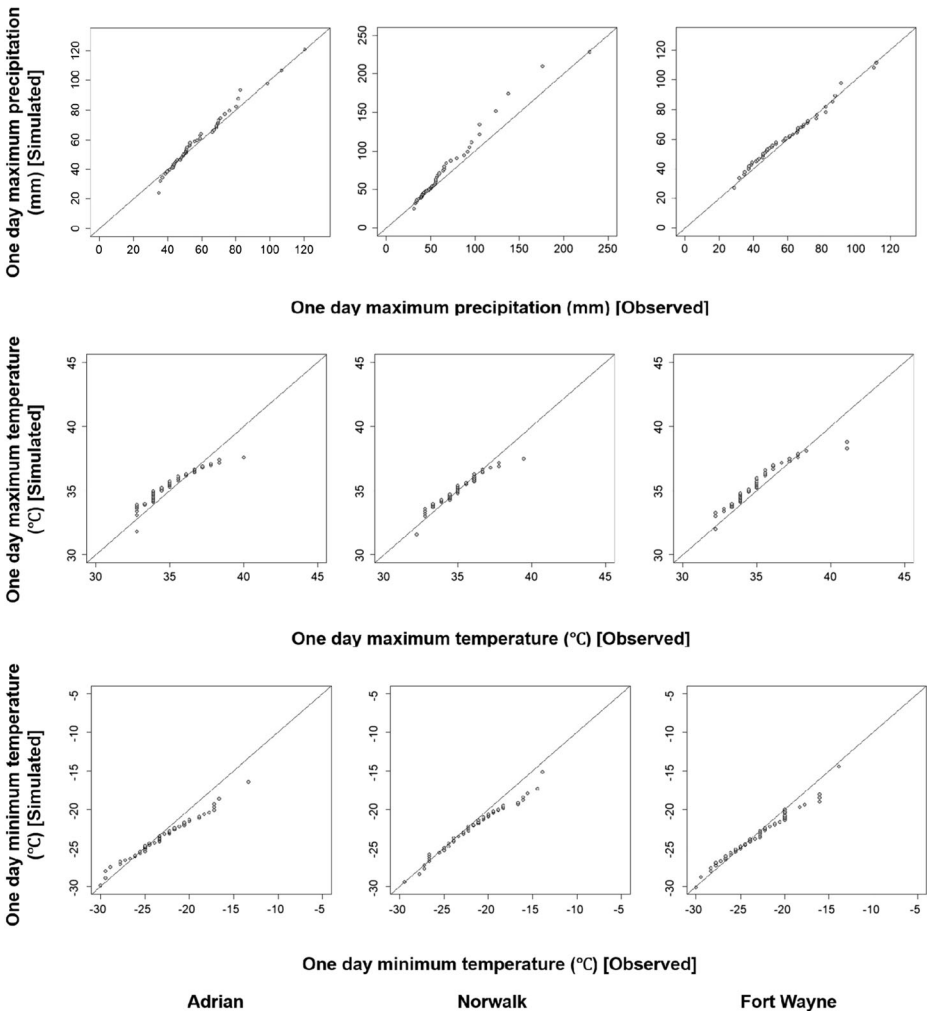 One day maximum precipitation
(mm) [Simulated]
0 20 40 60 80 100 120
0 20 40 60 80 100 120
0 50 100 150 200 250
0 50 100 150 200 250
0 20 40 60 80 100 120
0 20 40 60 80 100 120
One day maximum precipitation (mm) [Observed]
One day maximum temperature
(°C) [Simulated]
30 35 40 45
30 35 40 45
30 35 40 45
30 35 40 45
30 35 40 45
30 35 40 45
One day maximum temperature (°C) [Observed]
One day minimum temperature
(°C) [Simulated]
-30 -25 -20 -15 -10 -5
-30 -25 -20 -15 -10 -5
-30 -25 -20 -15 -10 -5
-30 -25 -20 -15 -10 -5
-30 -25 -20 -15 -10 -5
-30 -25 -20 -15 -10 -5
One day minimum temperature (°C) [Observed]
Adrian Norwalk Fort Wayne